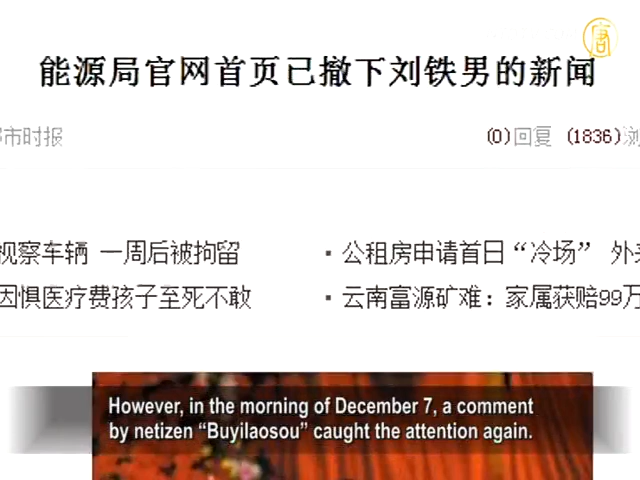 唐
能源局官网首页已撤下刘铁男的新闻
市时报 (0)回复 (1836)浏
视察车辆 一周后被拘留
· 公租房申请首日“冷场” 外来
因惧医疗费孩子至死不敢
· 云南富源矿难：家属获赔99万
However, in the morning of December 7, a comment
by netizen “Buyilaosou” caught the attention again.